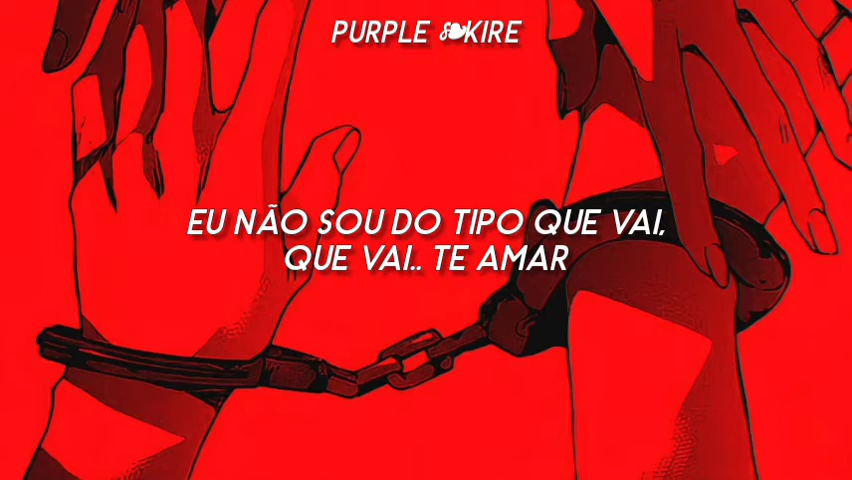 PURPLE KIRE
EU NÃO SOU DO TIPO QUE VAI,
QUE VAI.. TE AMAR